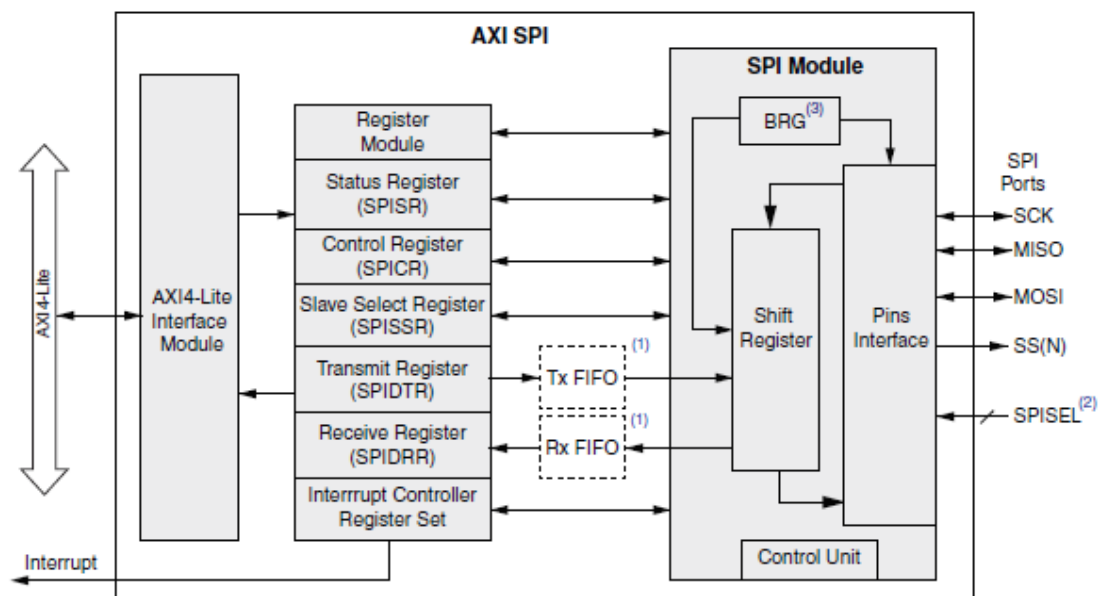 AXI SPI
AXI4-Lite
AXI4-Lite
Interface
Module
Register
Module
Status Register
(SPISR)
Control Register
(SPICR)
Slave Select Register
(SPISSR)
Transmit Register
(SPIDTR)
Receive Register
(SPIDRR)
Interrrupt Controller
Register Set
Interrupt
Tx FIFO
(1)
Rx FIFO
(1)
SPI Module
BRG(3)
Shift
Register
Pins
Interface
Control Unit
SPI
Ports
SCK
MISO
MOSI
SS(N)
SPISEL(2)